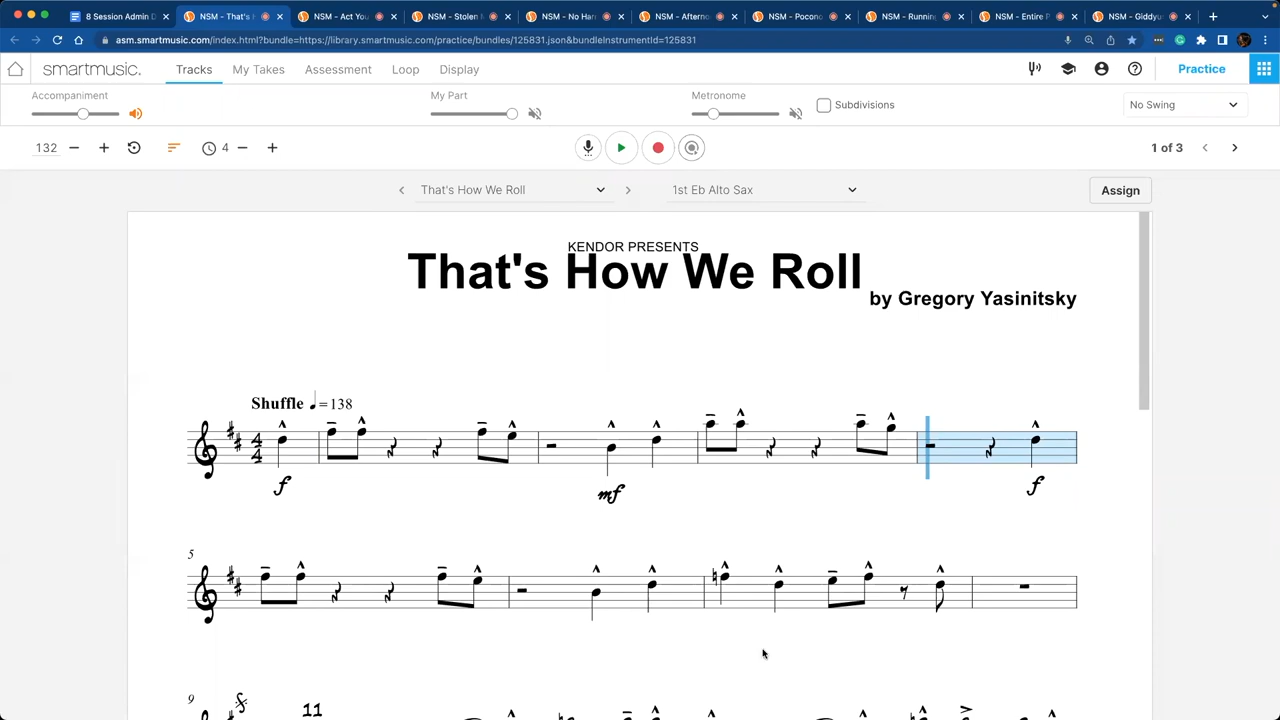 8 Session Admin D
NSM - That's H
NSM - Act You
NSM - Stolen M
NSM - No Har
NSM - Afterno
NSM - Pocono
NSM - Running
NSM - Entire P
NSM - Giddyu
asm.smartmusic.com/index.html?bundle=https://library.smartmusic.com/practice/bundles/125831.json&bundleInstrumentId=125831
smartmusic.
Tracks
My Takes
Assessment
Loop
Display
Practice
Accompaniment
My Part
Metronome
Subdivisions
No Swing
132
4
1 of 3
That's How We Roll
1st Eb Alto Sax
Assign
KENDOR PRESENTS
That's How We Roll
by Gregory Yasinitsky
Shuffle ♩=138
4
4
f
mf
f
5
9
11